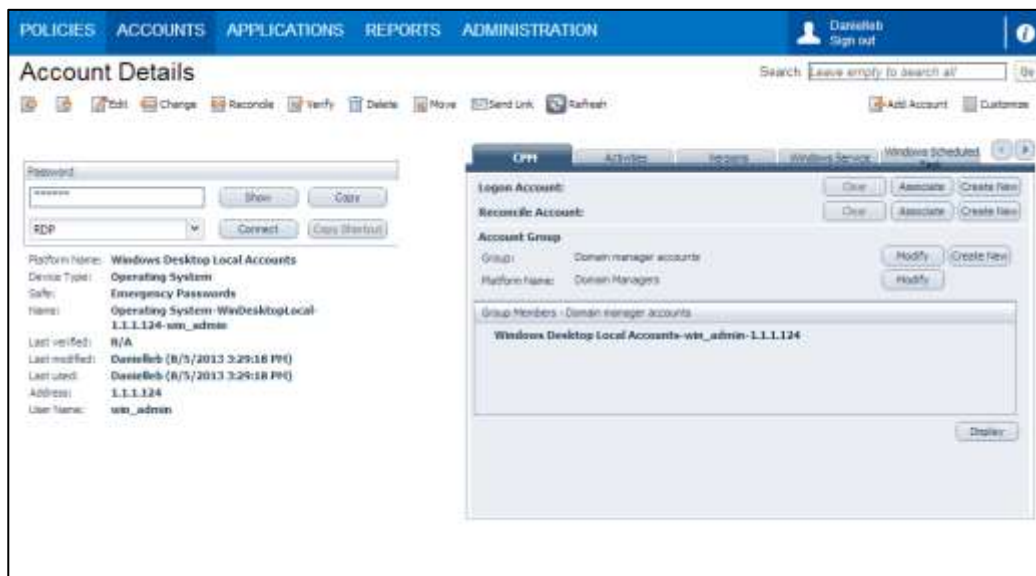 POLICIES ACCOUNTS APPLICATIONS REPORTS ADMINISTRATION
Danielleb
Sign out
Account Details
Search Leave empty to search all
Edit Change Reconcile Verify Delete Move Send Link Refresh
Add Account Customize
Password
*******
Show Copy
RDP
Connect Copy Shortcut
Platform Name: Windows Desktop Local Accounts
Device Type: Operating System
Safe: Emergency Passwords
Name: Operating System-WinDesktopLocal-
1.1.1.124-win_admin
Last verified: N/A
Last modified: Danielleb (8/5/2013 3:29:18 PM)
Last used: Danielleb (8/5/2013 3:29:18 PM)
Address: 1.1.1.124
User Name: win_admin
CPM Activities Versions Windows Service Windows Scheduled
Logon Account: Clear Associate Create New
Reconcile Account: Clear Associate Create New
Account Group
Group: Domain manager accounts Modify Create New
Platform Name: Domain Managers Modify
Group Members - Domain manager accounts
Windows Desktop Local Accounts-win_admin-1.1.1.124
Display